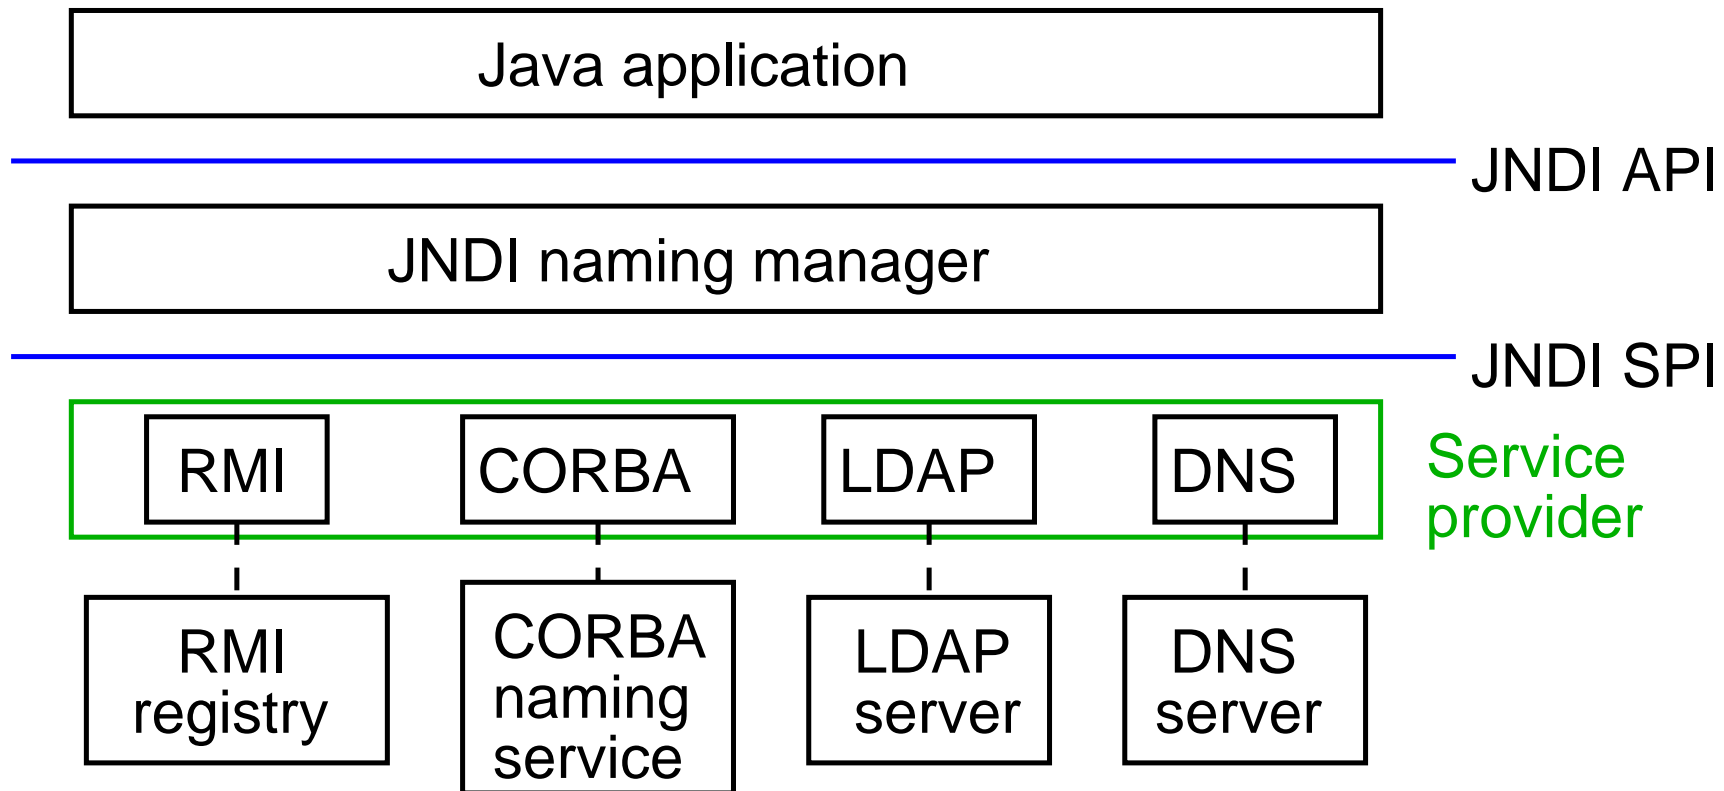 Java application
JNDI API
JNDI naming manager
JNDI SPI
RMI
CORBA
LDAP
DNS
Service
provider
RMI
registry
CORBA
naming
service
LDAP
server
DNS
server